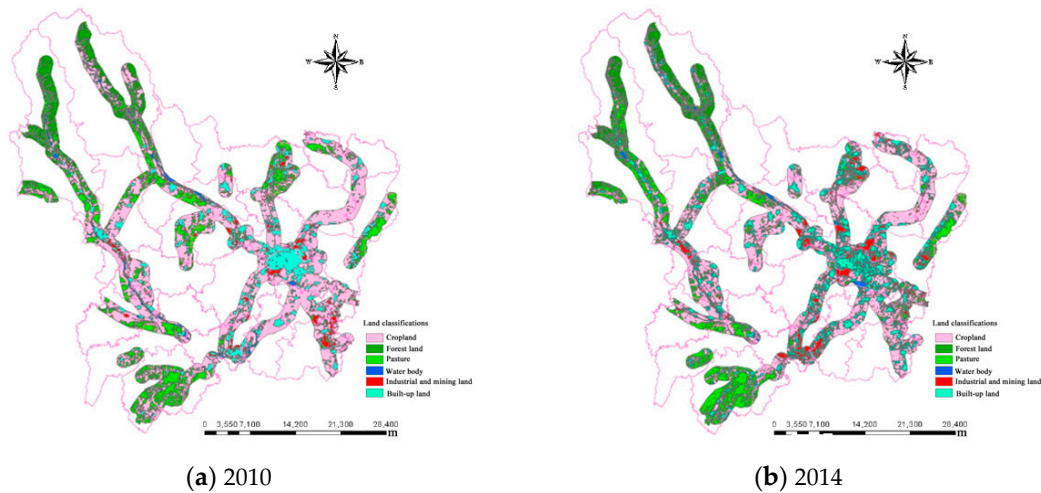 N
W E
S
Land classifications
Cropland
Forest land
Pasture
Water body
Industrial and mining land
Built-up land
0 3,550 7,100 14,200 21,300 28,400
m
(a) 2010
N
W E
S
Land classifications
Cropland
Forest land
Pasture
Water body
Industrial and mining land
Built-up land
0 3,550 7,100 14,200 21,300 28,400
m
(b) 2014